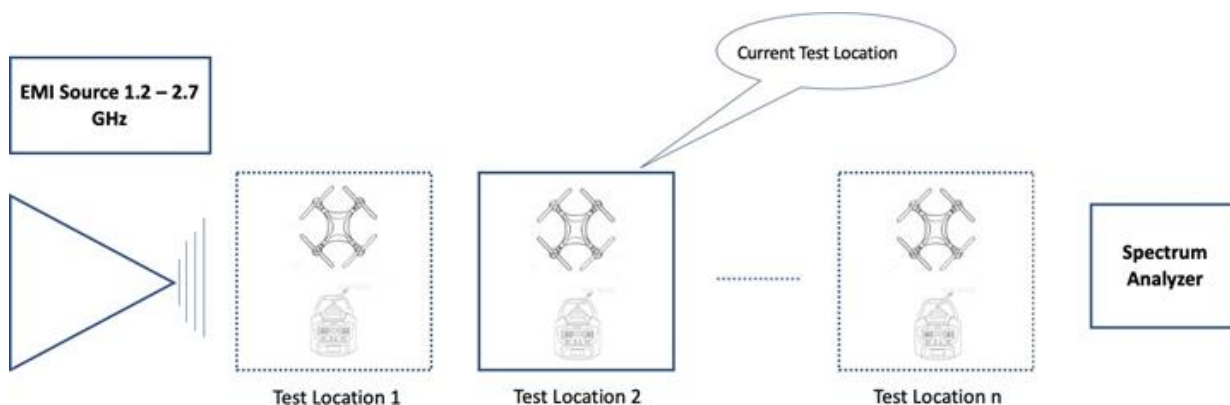 Current Test Location
EMI Source 1.2 – 2.7
GHz
Spectrum
Analyzer
Test Location 1
Test Location 2
Test Location n